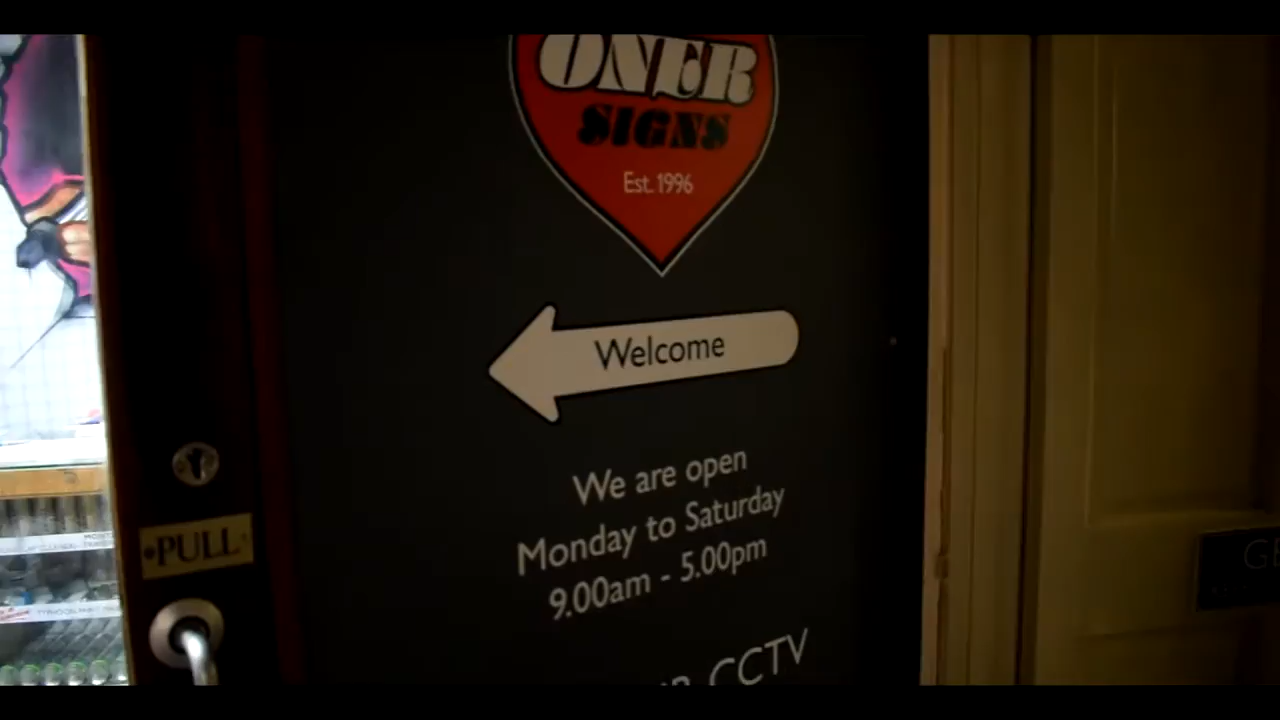 ONER
SIGNS
Est. 1996
Welcome
We are open
Monday to Saturday
9.00am - 5.00pm
CCTV
PULL